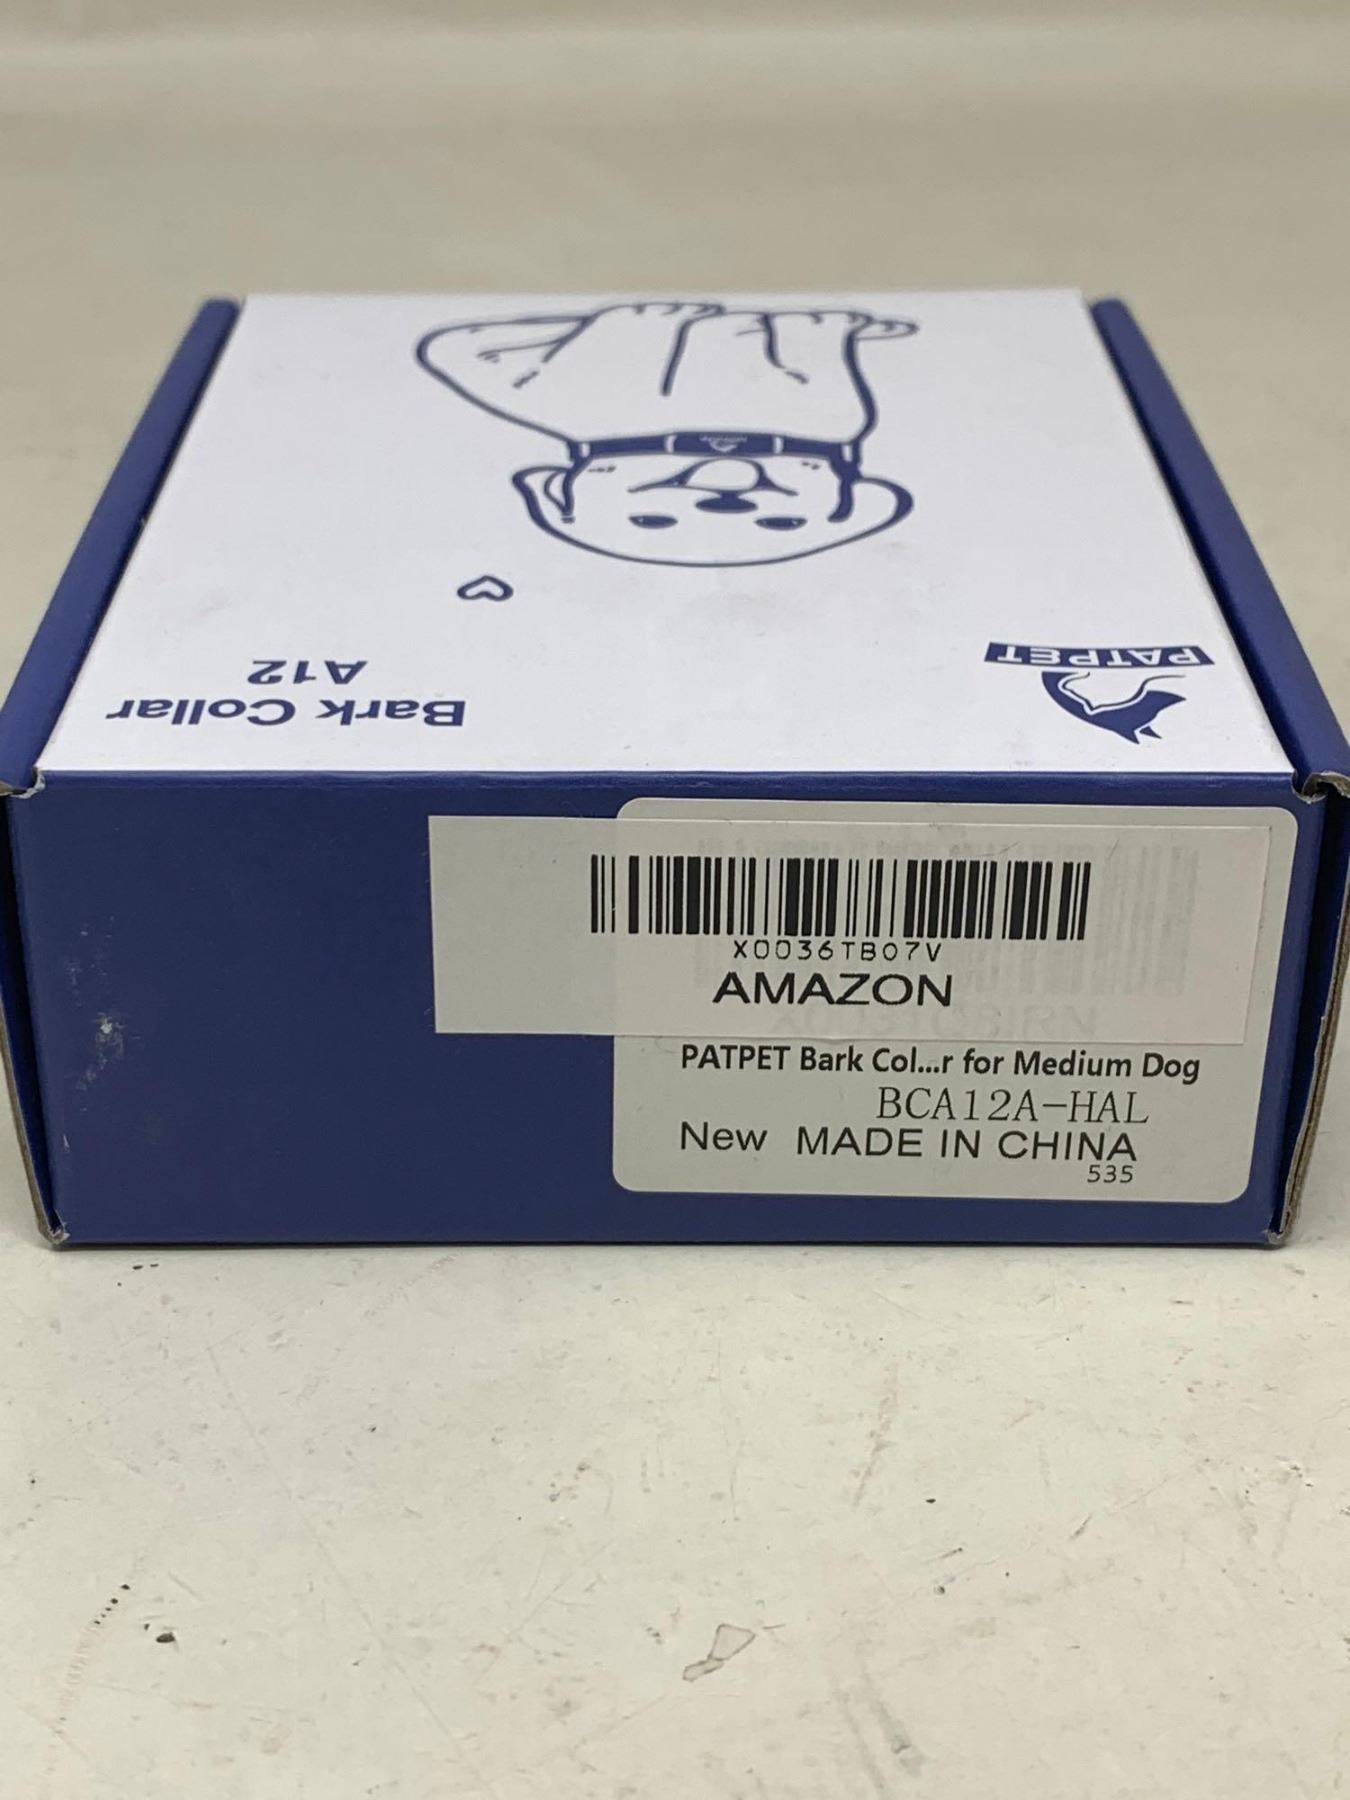 Bark Collar
A12
PATPET
X0036TB07V
AMAZON
PATPET Bark Col...r for Medium Dog
BCA12A-HAL
New MADE IN CHINA
535